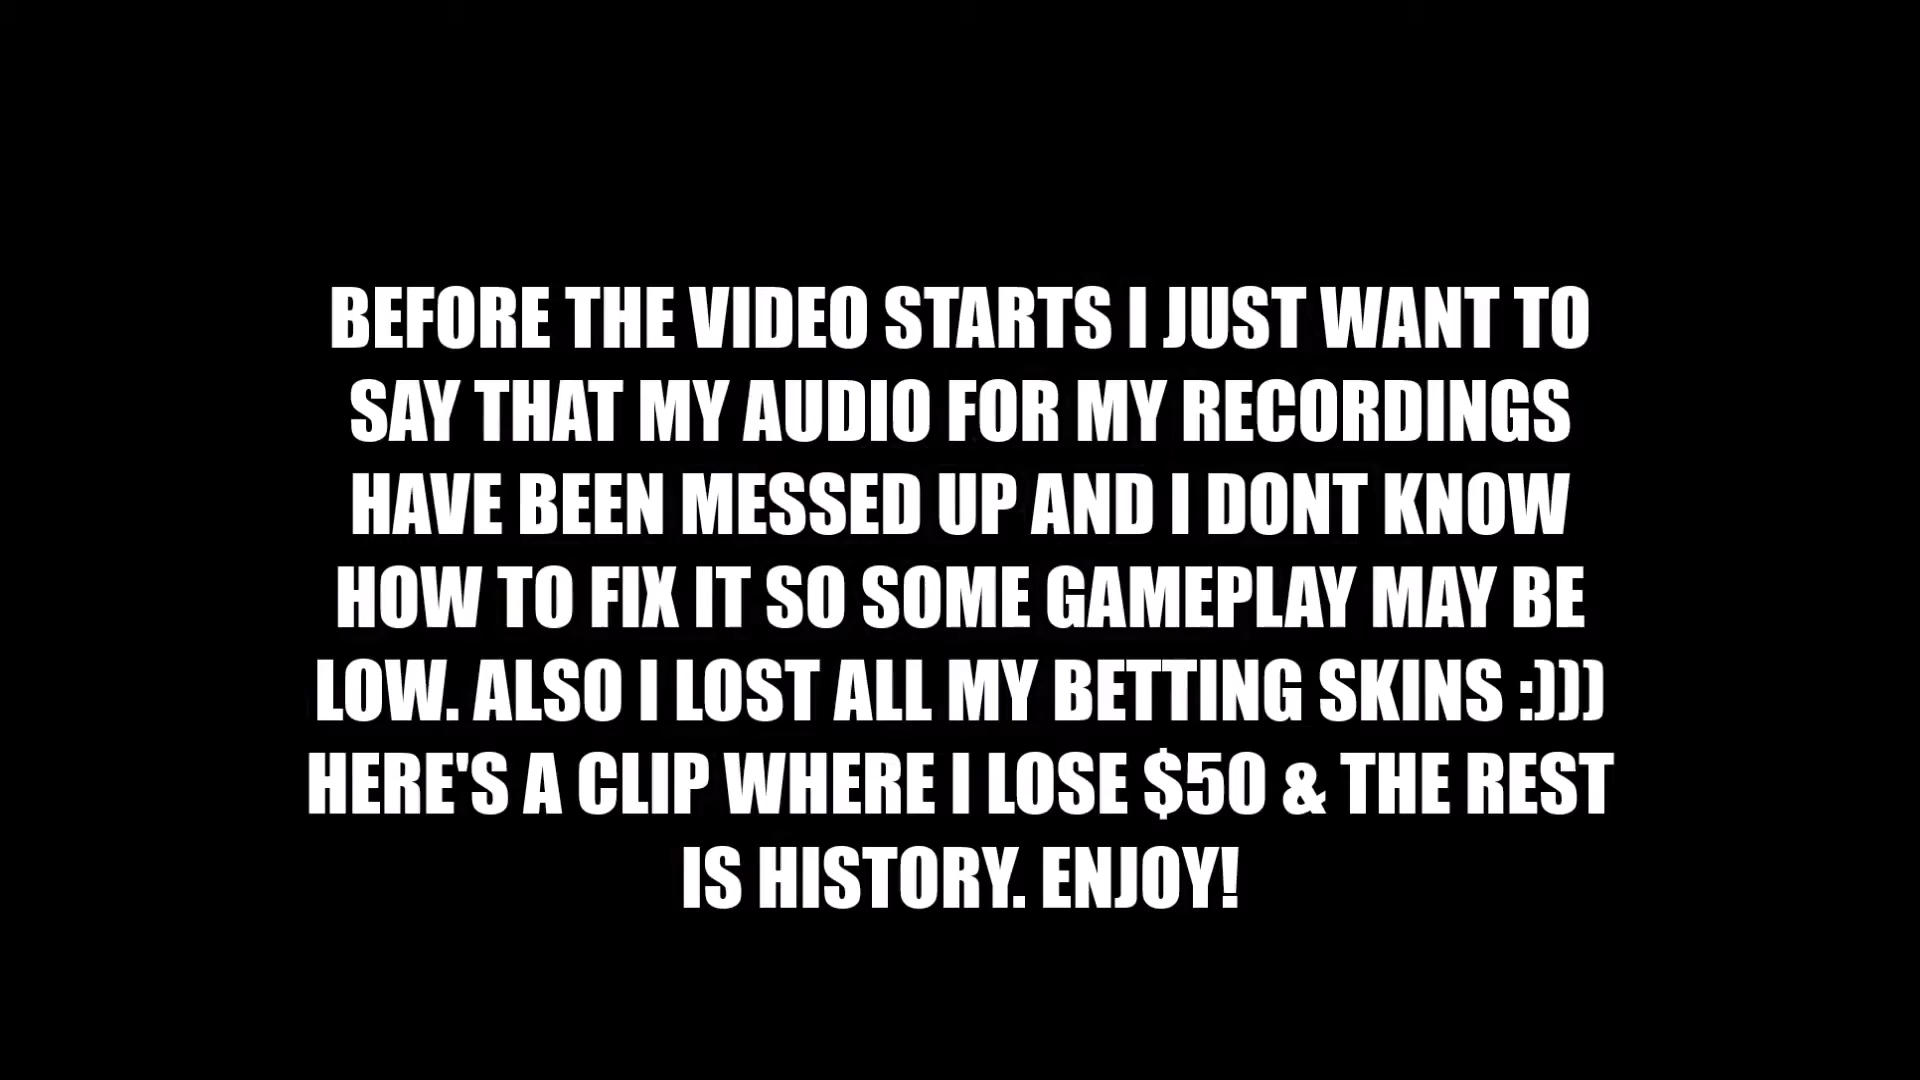 BEFORE THE VIDEO STARTS I JUST WANT TO
SAY THAT MY AUDIO FOR MY RECORDINGS
HAVE BEEN MESSED UP AND I DONT KNOW
HOW TO FIX IT SO SOME GAMEPLAY MAY BE
LOW. ALSO I LOST ALL MY BETTING SKINS :)))
HERE'S A CLIP WHERE I LOSE $50 & THE REST
IS HISTORY. ENJOY!